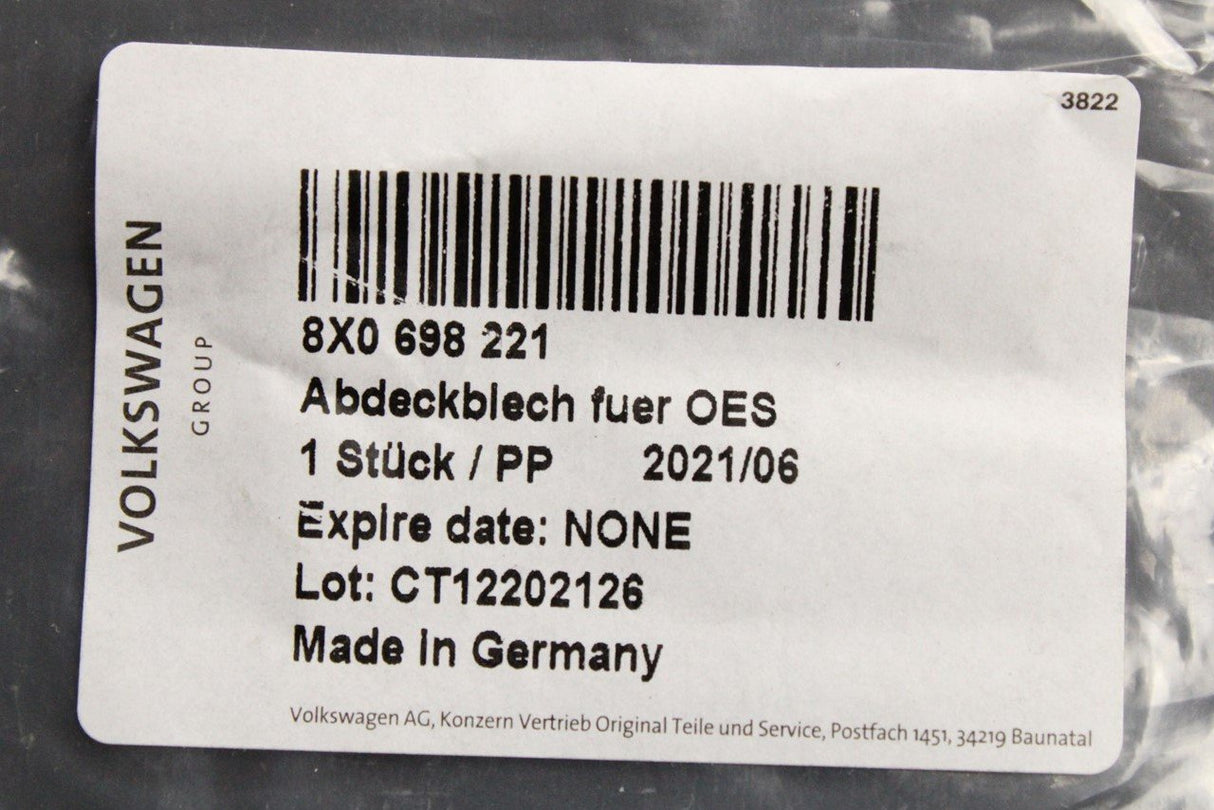 3822
VOLKSWAGEN
GROUP
8X0 698 221
Abdeckblech fuer OES
1 Stück / PP 2021/06
Expire date: NONE
Lot: CT12202126
Made in Germany
Volkswagen AG, Konzern Vertrieb Original Teile und Service, Postfach 1451, 34219 Baunatal